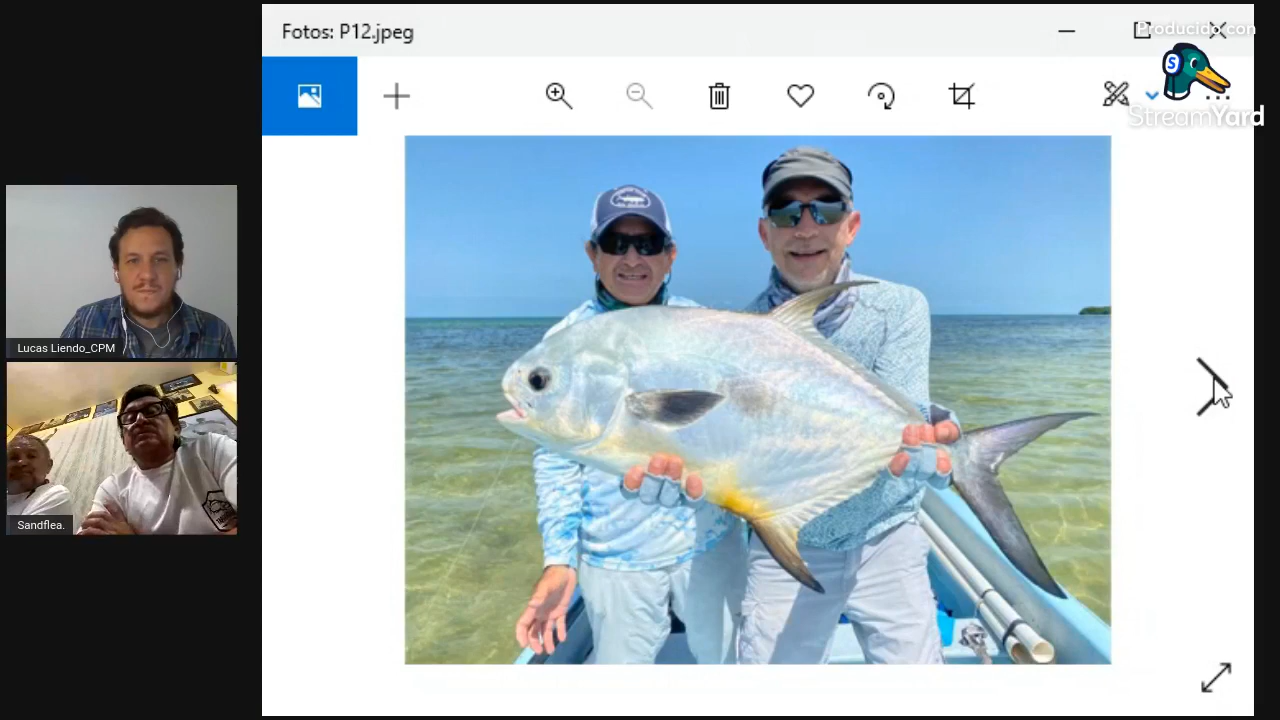 Fotos: P12.jpeg
Producido con
S
StreamYard
Lucas Liendo_CPM
Sandflea.